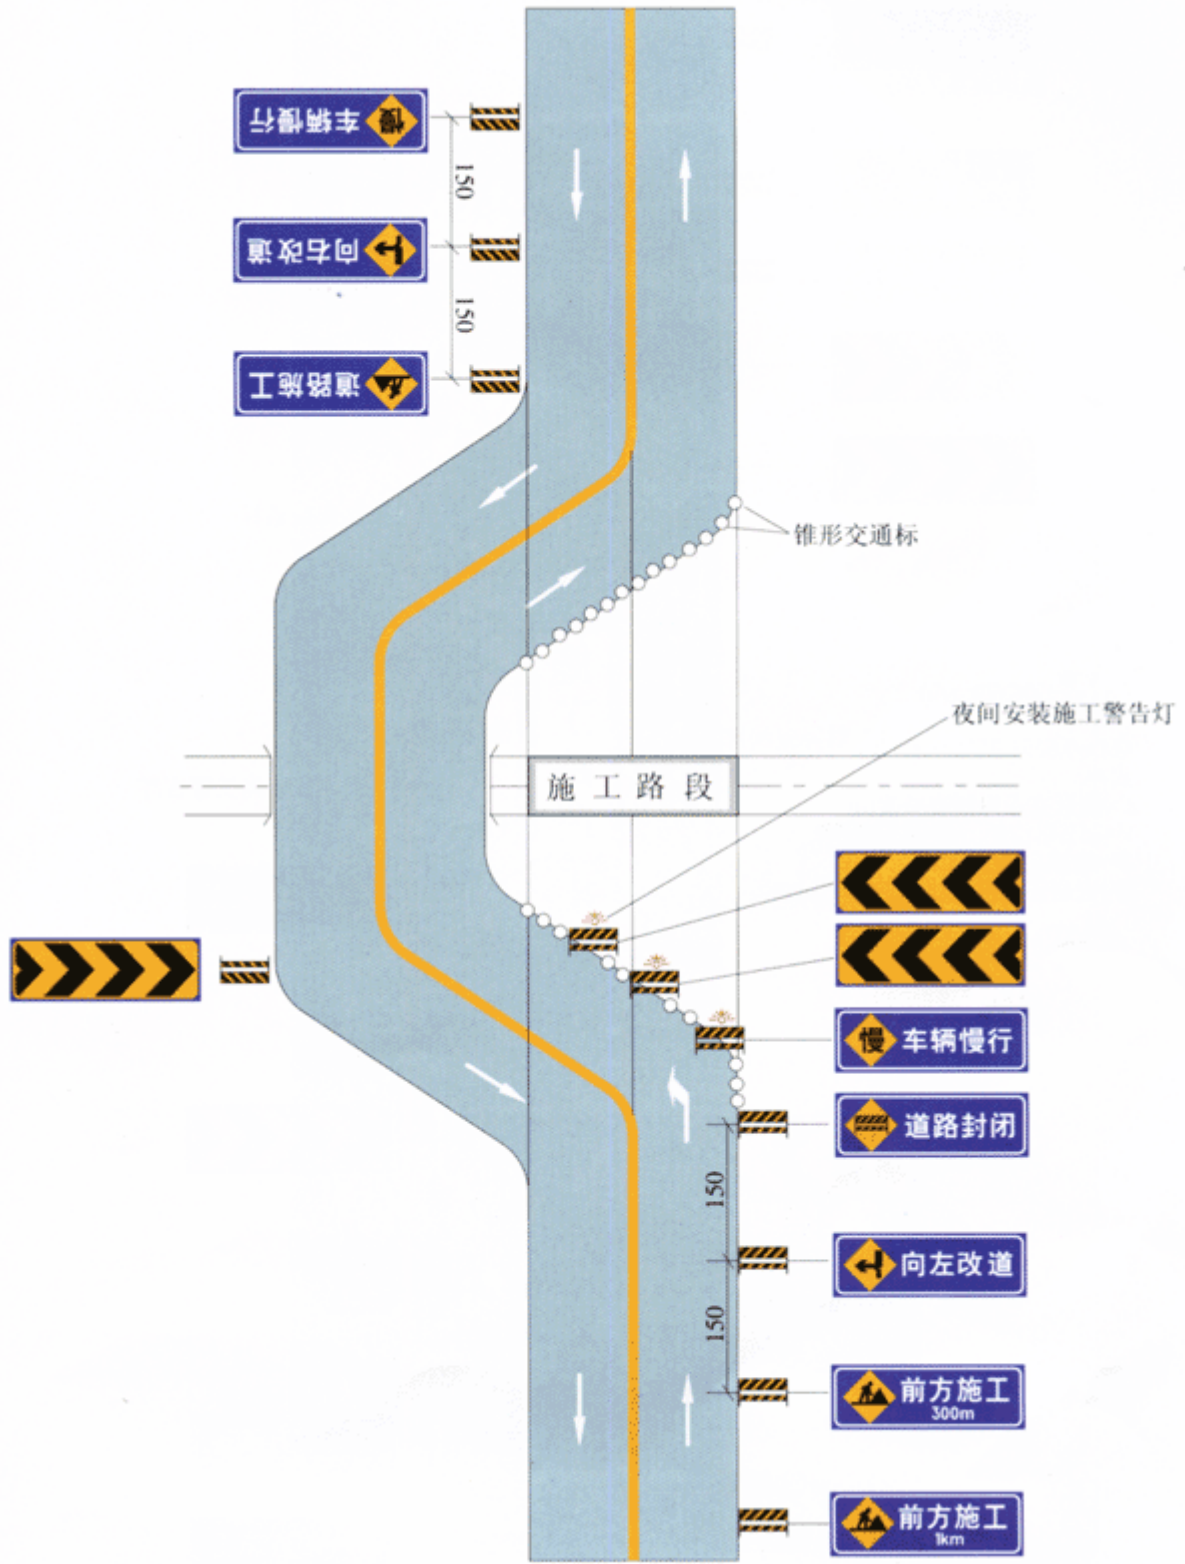 车辆慢行
慢
150
向右改道
150
道路施工
锥形交通标
夜间安装施工警告灯
施工路段
慢
车辆慢行
道路封闭
150
向左改道
150
前方施工
300m
前方施工
1km